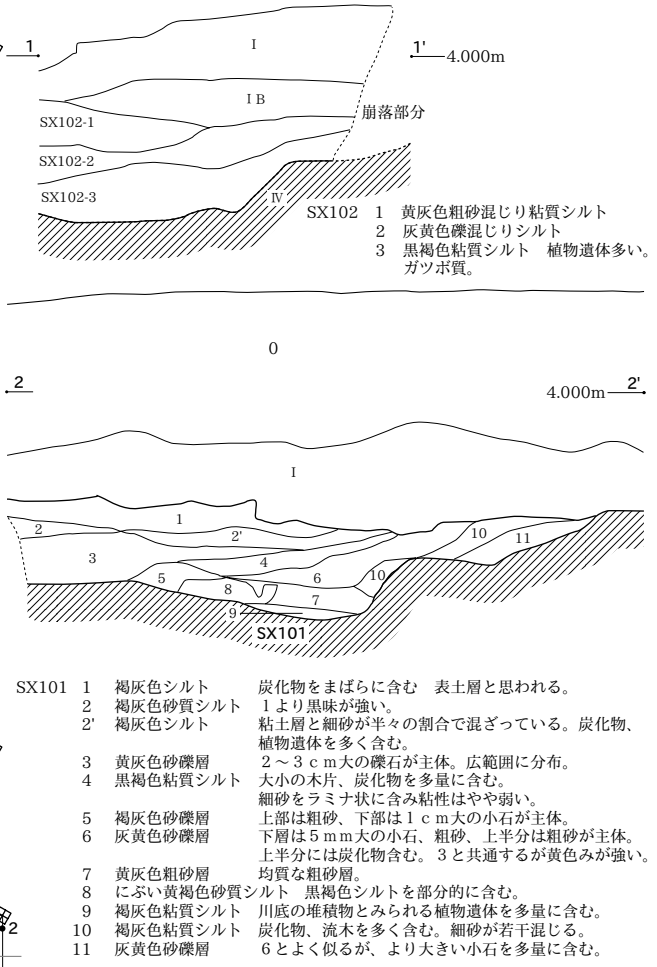 1 1'
4.000m
I
I B
崩落部分
SX102-1
SX102-2
SX102-3
Ⅳ
SX102 1 黄灰色粗砂混じり粘質シルト
2 灰黄色礫混じりシルト
3 黒褐色粘質シルト 植物遺体多い。
ガツボ質。
0
2 4.000m 2'
I
1
2 2' 10
3 11
4
5 6 10
8 7
9
SX101
SX101 1 褐灰色シルト 炭化物をまばらに含む 表土層と思われる。
2 褐灰色砂質シルト 1より黒味が強い。
2' 褐灰色シルト 粘土層と細砂が半々の割合で混ざっている。炭化物、
植物遺体を多く含む。
3 黄灰色砂礫層 2～3cm大の礫石が主体。広範囲に分布。
4 黒褐色粘質シルト 大小の木片、炭化物を多量に含む。
細砂をラミナ状に含み粘性はやや弱い。
5 褐灰色砂礫層 上部は粗砂、下部は1cm大の小石が主体。
6 灰黄色砂礫層 下層は5mm大の小石、粗砂、上半分は粗砂が主体。
上半分には炭化物含む。3と共通するが黄色みが強い。
7 黄灰色粗砂層 均質な粗砂層。
8 にぶい黄褐色砂質シルト 黒褐色シルトを部分的に含む。
9 褐灰色粘質シルト 川底の堆積物とみられる植物遺体を多量に含む。
10 褐灰色粘質シルト 炭化物、流木を多く含む。細砂が若干混じる。
11 灰黄色砂礫層 6とよく似るが、より大きい小石を多量に含む。
2